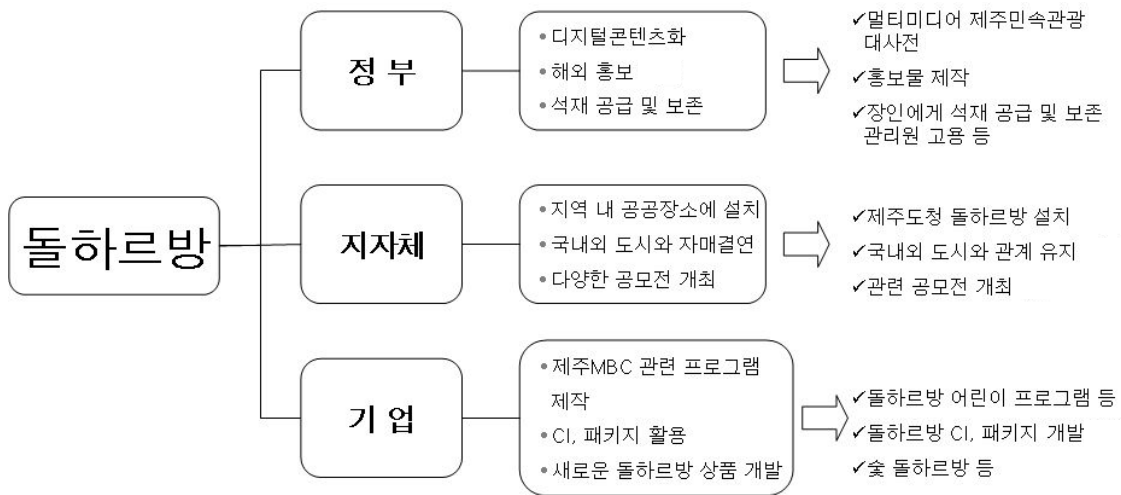 돌하르방
정 부
• 디지털콘텐츠화
• 해외 홍보
• 석재 공급 및 보존
✓멀티미디어 제주민속관광
대사전
✓홍보물 제작
✓장인에게 석재 공급 및 보존
관리원 고용 등
지자체
• 지역 내 공공장소에 설치
• 국내외 도시와 자매결연
• 다양한 공모전 개최
✓제주도청 돌하르방 설치
✓국내외 도시와 관계 유지
✓관련 공모전 개최
기 업
• 제주MBC 관련 프로그램
제작
• CI, 패키지 활용
• 새로운 돌하르방 상품 개발
✓돌하르방 어린이 프로그램 등
✓돌하르방 CI, 패키지 개발
✓숯 돌하르방 등